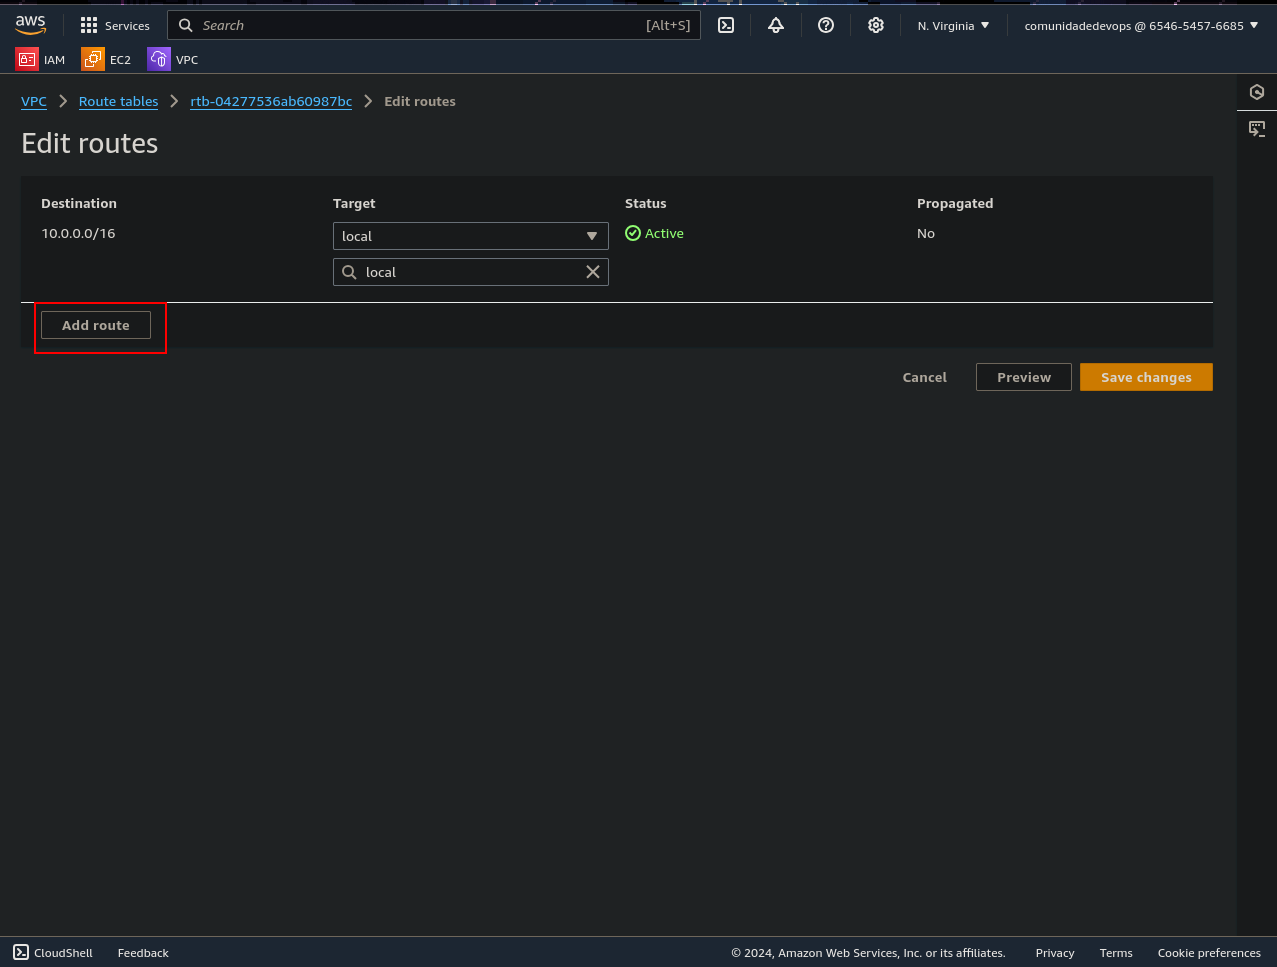 aws
Services
Search
[Alt+S]
N. Virginia
comunidadedevops @ 6546-5457-6685
IAM
EC2
VPC
VPC
Route tables
rtb-04277536ab60987bc
Edit routes
Edit routes
Destination
Target
Status
Propagated
10.0.0.0/16
local
Active
No
local
Add route
Cancel
Preview
Save changes
CloudShell
Feedback
© 2024, Amazon Web Services, Inc. or its affiliates.
Privacy
Terms
Cookie preferences